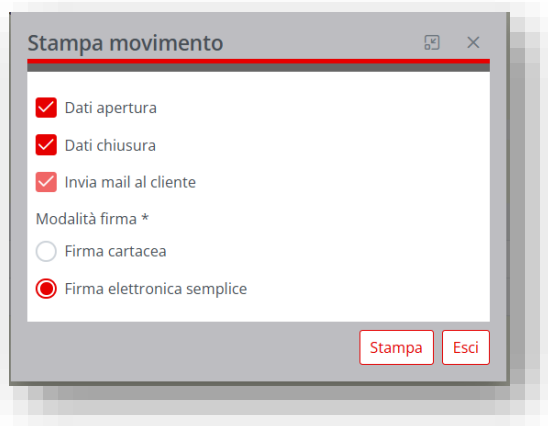 Stampa movimento
Dati apertura
Dati chiusura
Invia mail al cliente
Modalità firma *
Firma cartacea
Firma elettronica semplice
Stampa Esci